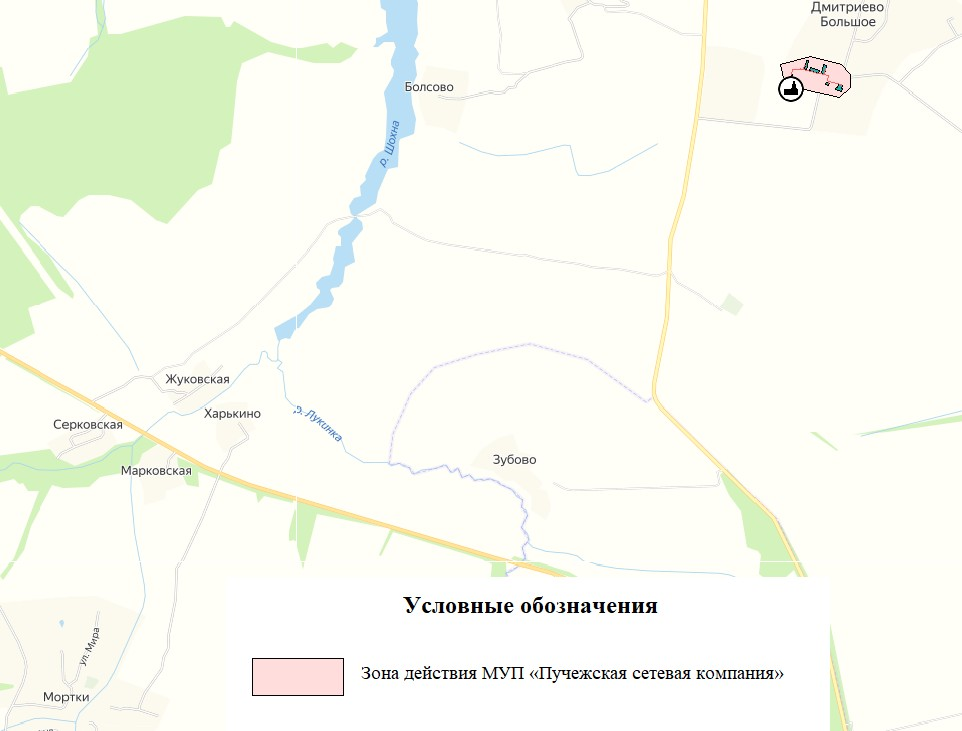 Дмитриево
Большое
Болсово
р. Шохна
Жуковская
Харькино
р. Лукинка
Серковская
Марковская
Зубово
Условные обозначения
Зона действия МУП «Пучежская сетевая компания»
ул. Мира
Мортки